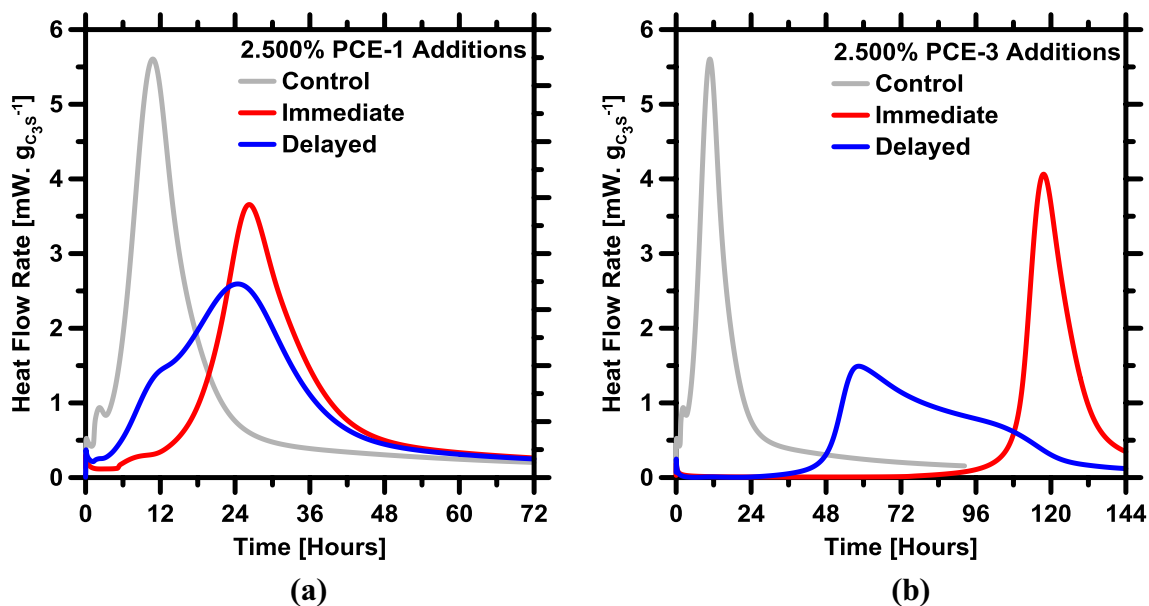 2.500% PCE-1 Additions
Control
Immediate
Delayed
Heat Flow Rate [mW. g_C₃s⁻¹]
6
5
4
3
2
1
0
0 12 24 36 48 60 72
Time [Hours]
(a)
2.500% PCE-3 Additions
Control
Immediate
Delayed
Heat Flow Rate [mW. g_C₃s⁻¹]
6
5
4
3
2
1
0
0 24 48 72 96 120 144
Time [Hours]
(b)